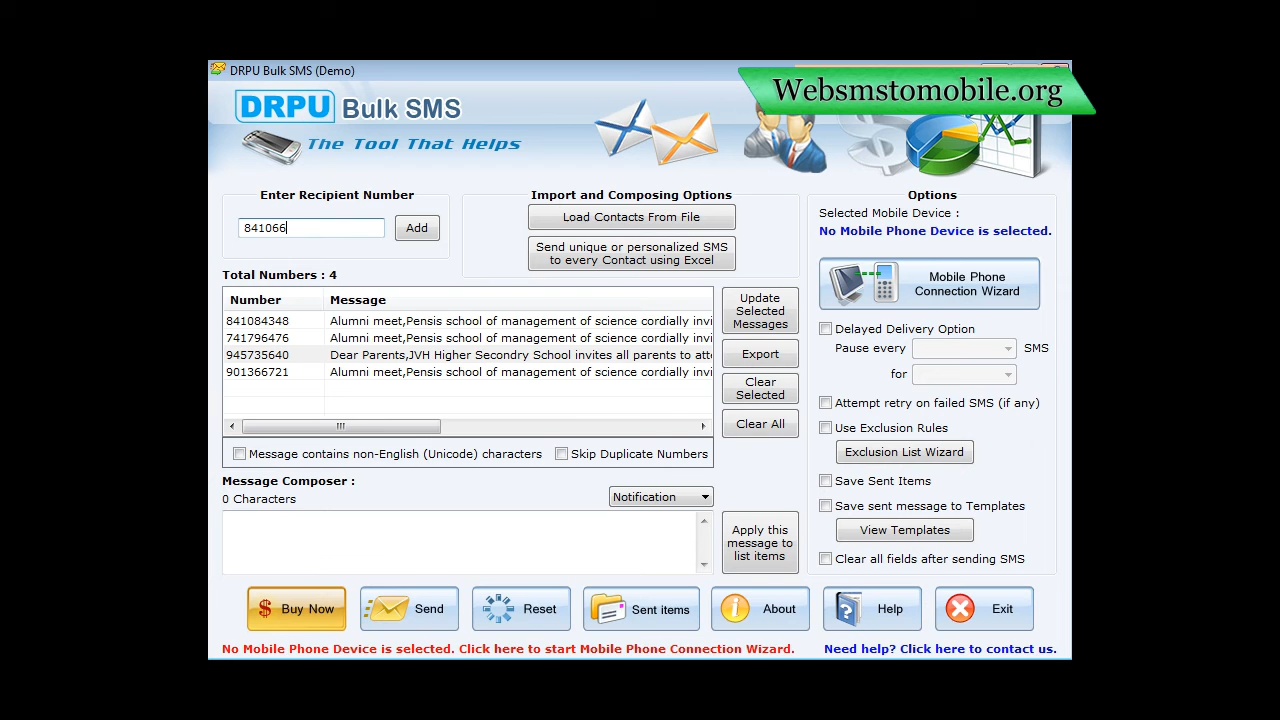 DRPU Bulk SMS (Demo)
Websmstomobile.org
DRPU Bulk SMS
The Tool That Helps
Enter Recipient Number
841066
Add
Import and Composing Options
Load Contacts From File
Send unique or personalized SMS
to every Contact using Excel
Options
Selected Mobile Device :
No Mobile Phone Device is selected.
Mobile Phone
Connection Wizard
Total Numbers : 4
Number Message
841084348 Alumni meet,Pensis school of management of science cordially invi
741796476 Alumni meet,Pensis school of management of science cordially invi
945735640 Dear Parents,JVH Higher Secondry School invites all parents to att
901366721 Alumni meet,Pensis school of management of science cordially invi
Update
Selected
Messages
Export
Clear
Selected
Clear All
Delayed Delivery Option
Pause every SMS
for
Attempt retry on failed SMS (if any)
Use Exclusion Rules
Exclusion List Wizard
Save Sent Items
Save sent message to Templates
View Templates
Clear all fields after sending SMS
Message contains non-English (Unicode) characters
Skip Duplicate Numbers
Message Composer :
0 Characters
Notification
Apply this
message to
list items
$ Buy Now
Send
Reset
Sent items
About
Help
Exit
No Mobile Phone Device is selected. Click here to start Mobile Phone Connection Wizard.
Need help? Click here to contact us.